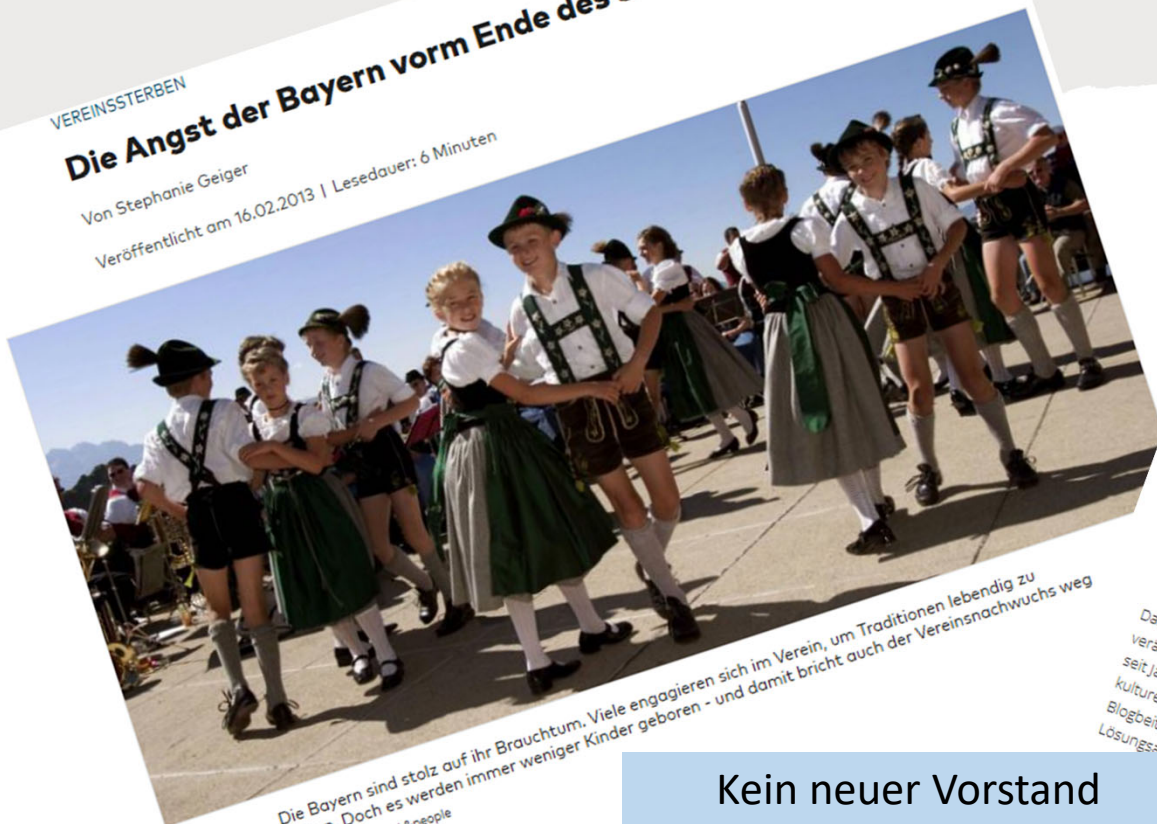 VEREINSSTERBEN
Die Angst der Bayern vorm Ende des
Von Stephanie Geiger
Veröffentlicht am 16.02.2013 | Lesedauer: 6 Minuten
Die Bayern sind stolz auf ihr Brauchtum. Viele engagieren sich im Verein, um Traditionen lebendig zu
Doch es werden immer weniger Kinder geboren - und damit bricht auch der Vereinsnachwuchs weg
people
Kein neuer Vorstand